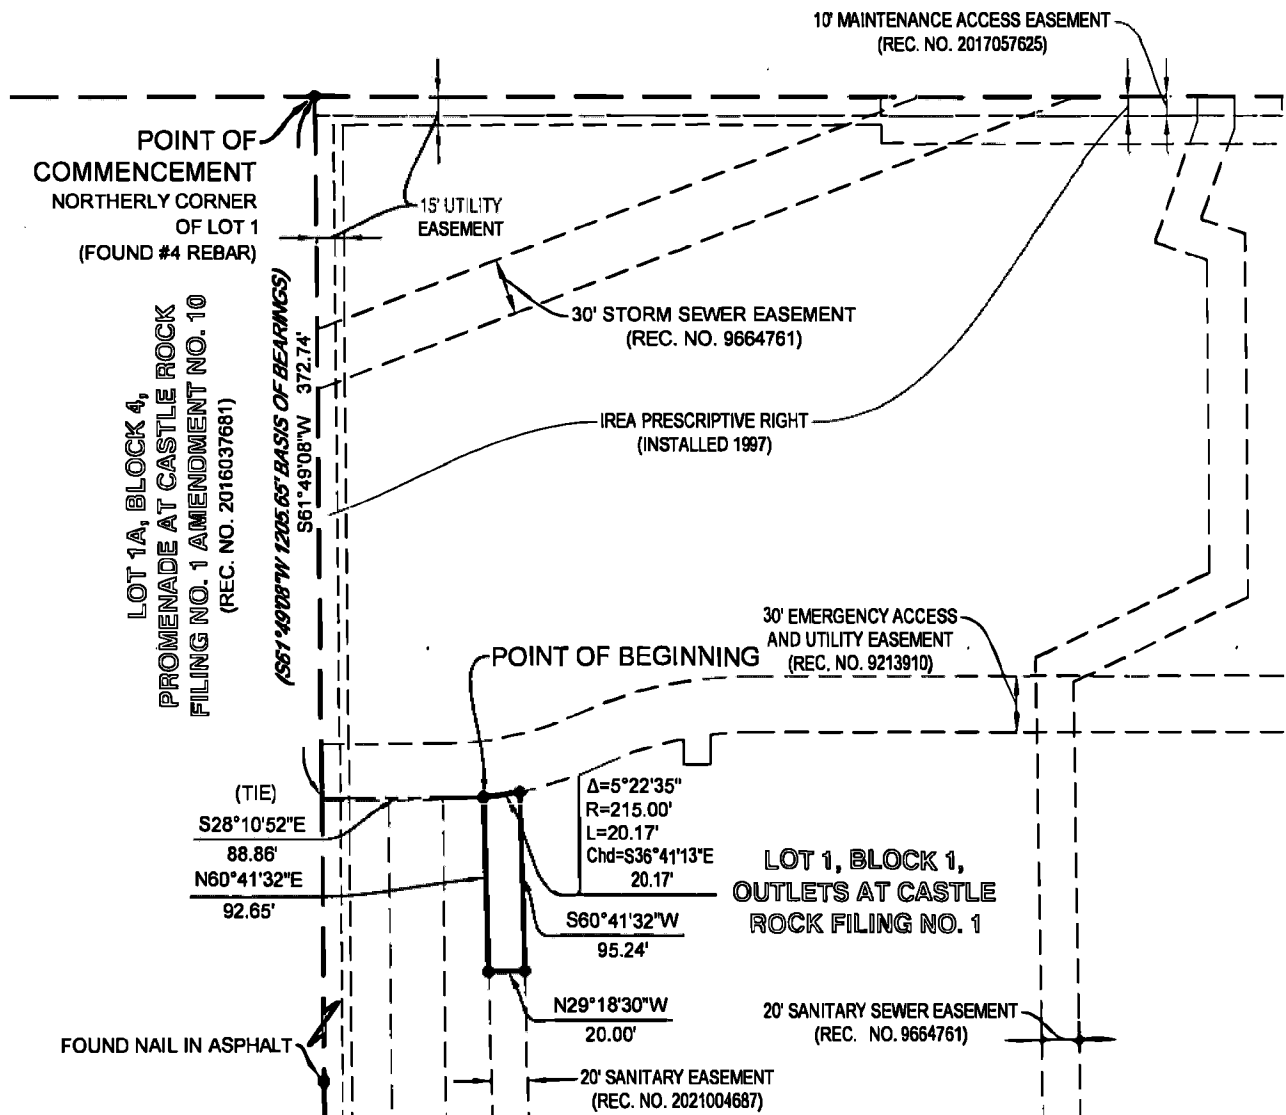 10' MAINTENANCE ACCESS EASEMENT
(REC. NO. 2017057625)
POINT OF
COMMENCEMENT
NORTHERLY CORNER
OF LOT 1
(FOUND #4 REBAR)
15' UTILITY
EASEMENT
30' STORM SEWER EASEMENT
(REC. NO. 9664761)
LOT 1A, BLOCK 4,
PROMENADE AT CASTLE ROCK
FILING NO. 1 AMENDMENT NO. 10
(REC. NO. 2016037681)
(S61°49'08"W 1205.65' BASIS OF BEARINGS)
S61°49'08"W 372.74'
IREA PRESCRIPTIVE RIGHT
(INSTALLED 1997)
30' EMERGENCY ACCESS
AND UTILITY EASEMENT
(REC. NO. 9213910)
POINT OF BEGINNING
(TIE)
S28°10'52"E
88.86'
N60°41'32"E
92.65'
Δ=5°22'35"
R=215.00'
L=20.17'
Chd=S36°41'13"E
20.17'
LOT 1, BLOCK 1,
OUTLETS AT CASTLE
ROCK FILING NO. 1
S60°41'32"W
95.24'
N29°18'30"W
20.00'
20' SANITARY SEWER EASEMENT
(REC. NO. 9664761)
FOUND NAIL IN ASPHALT
20' SANITARY EASEMENT
(REC. NO. 2021004687)